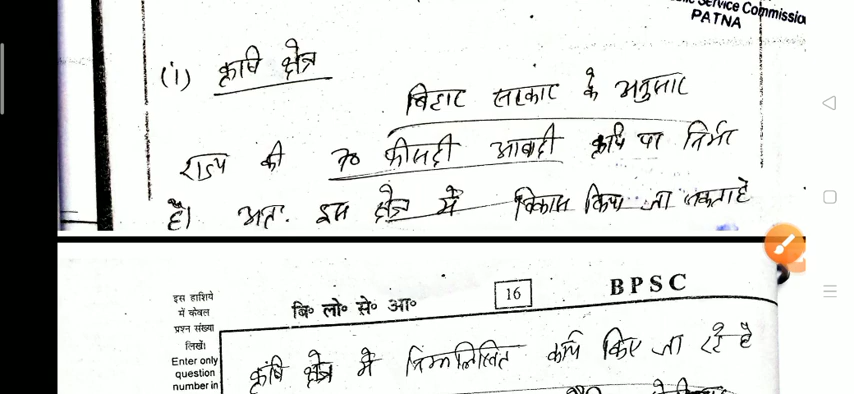 Service Commission
PATNA
(i) कृषि क्षेत्र
बिहार सरकार के अनुसार
राज्य की 70 फीसदी आबादी कृषि पर निर्भर
है। अतः इस क्षेत्र में विकास किया जा सकता है
इस हाशिये
में केवल
प्रश्न संख्या
लिखें।
Enter only
question
number in
बि० लो० से० आ०
16
BPSC
कृषि क्षेत्र में निम्नलिखित कार्य किए जा रहे है